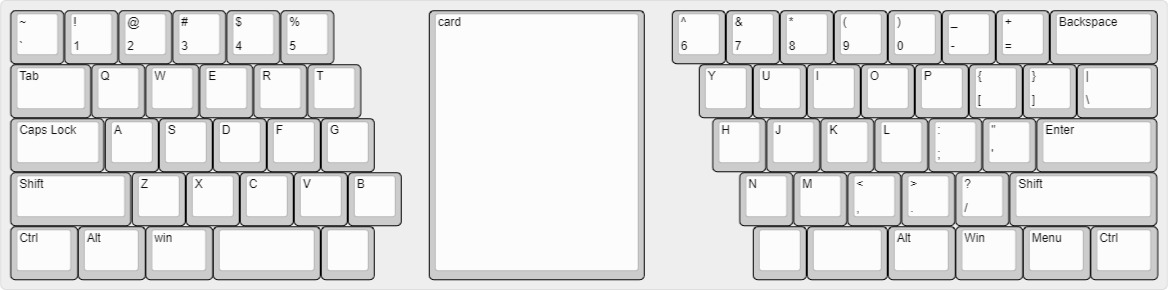 ~ ! @ # $ % card ^ & * ( ) _ + Backspace
` 1 2 3 4 5 6 7 8 9 0 - =
Tab Q W E R T Y U I O P { } |
[ ] \
Caps Lock A S D F G H J K L : " Enter
; '
Shift Z X C V B N M < > ? Shift
, . /
Ctrl Alt win Alt Win Menu Ctrl